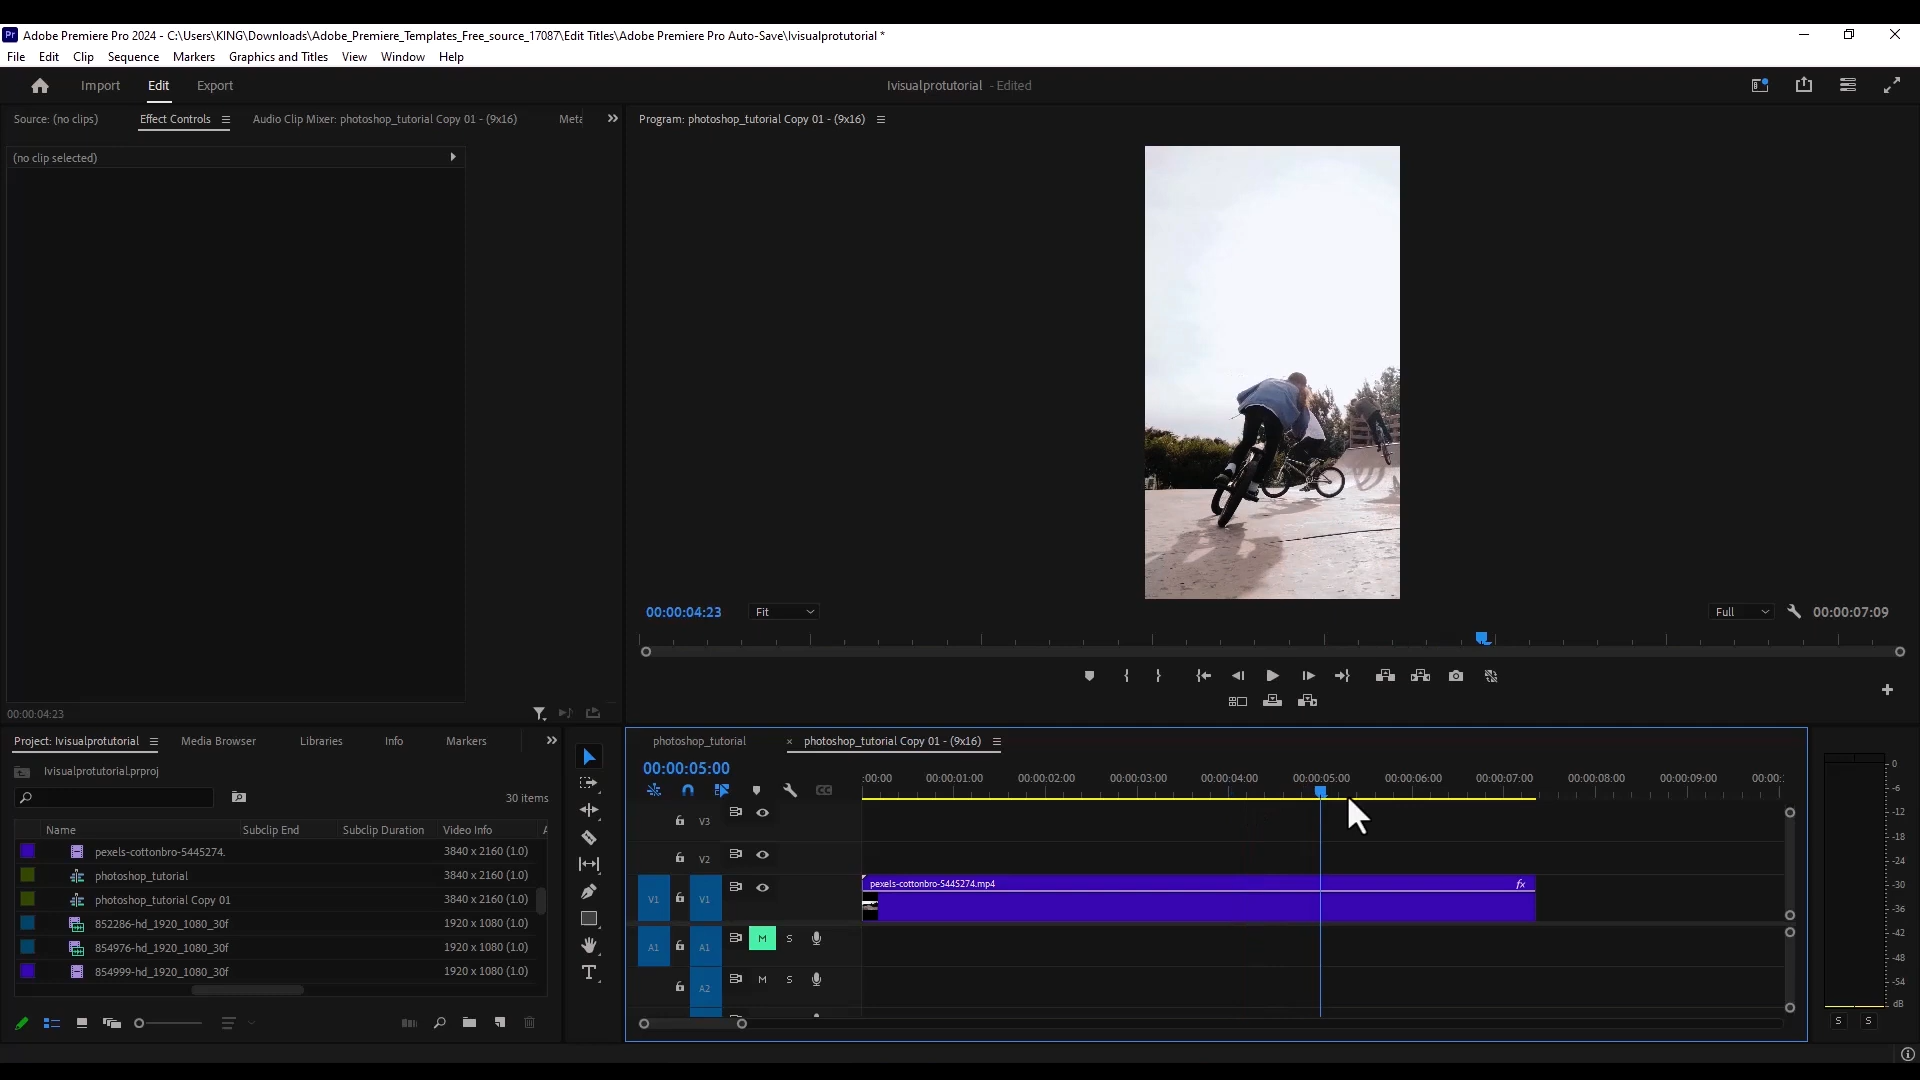 Pr Adobe Premiere Pro 2024 - C:\Users\KING\Downloads\Adobe_Premiere_Templates_Free_source_17087\Edit Titles\Adobe Premiere Pro Auto-Save\Ivisualprotutorial *
File Edit Clip Sequence Markers Graphics and Titles View Window Help
Import Edit Export Ivisualprotutorial - Edited
Source: (no clips) Effect Controls Audio Clip Mixer: photoshop_tutorial Copy 01 - (9x16) Meta
Program: photoshop_tutorial Copy 01 - (9x16)
(no clip selected)
00:00:04:23 Fit Full 00:00:07:09
00:00:04:23
Project: Ivisualprotutorial Media Browser Libraries Info Markers
Ivisualprotutorial.prproj
30 items
Name Subclip End Subclip Duration Video Info A
pexels-cottonbro-5445274. 3840 x 2160 (1.0)
photoshop_tutorial 3840 x 2160 (1.0)
photoshop_tutorial Copy 01 3840 x 2160 (1.0)
852286-hd_1920_1080_30f 1920 x 1080 (1.0)
854976-hd_1920_1080_30f 1920 x 1080 (1.0)
854999-hd_1920_1080_30f 1920 x 1080 (1.0)
T
photoshop_tutorial × photoshop_tutorial Copy 01 - (9x16)
00:00:05:00
:00:00 00:00:01:00 00:00:02:00 00:00:03:00 00:00:04:00 00:00:05:00 00:00:06:00 00:00:07:00 00:00:08:00 00:00:09:00 00:00:
CC
V3
V2
V1 V1 pexels-cottonbro-5445274.mp4 fx
A1 A1 M S
A2 M S
0
-6
-12
-18
-24
-30
-36
-42
-48
-54
dB
S S